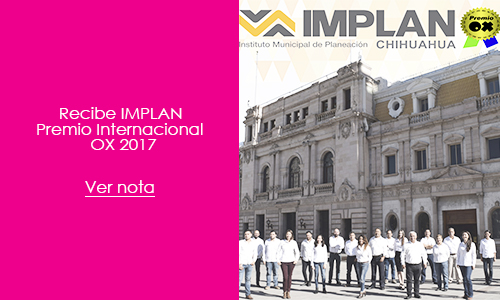 Recibe IMPLAN
Premio Internacional
OX 2017
Ver nota
IMPLAN
Instituto Municipal de Planeación
CHIHUAHUA
Premio
OX